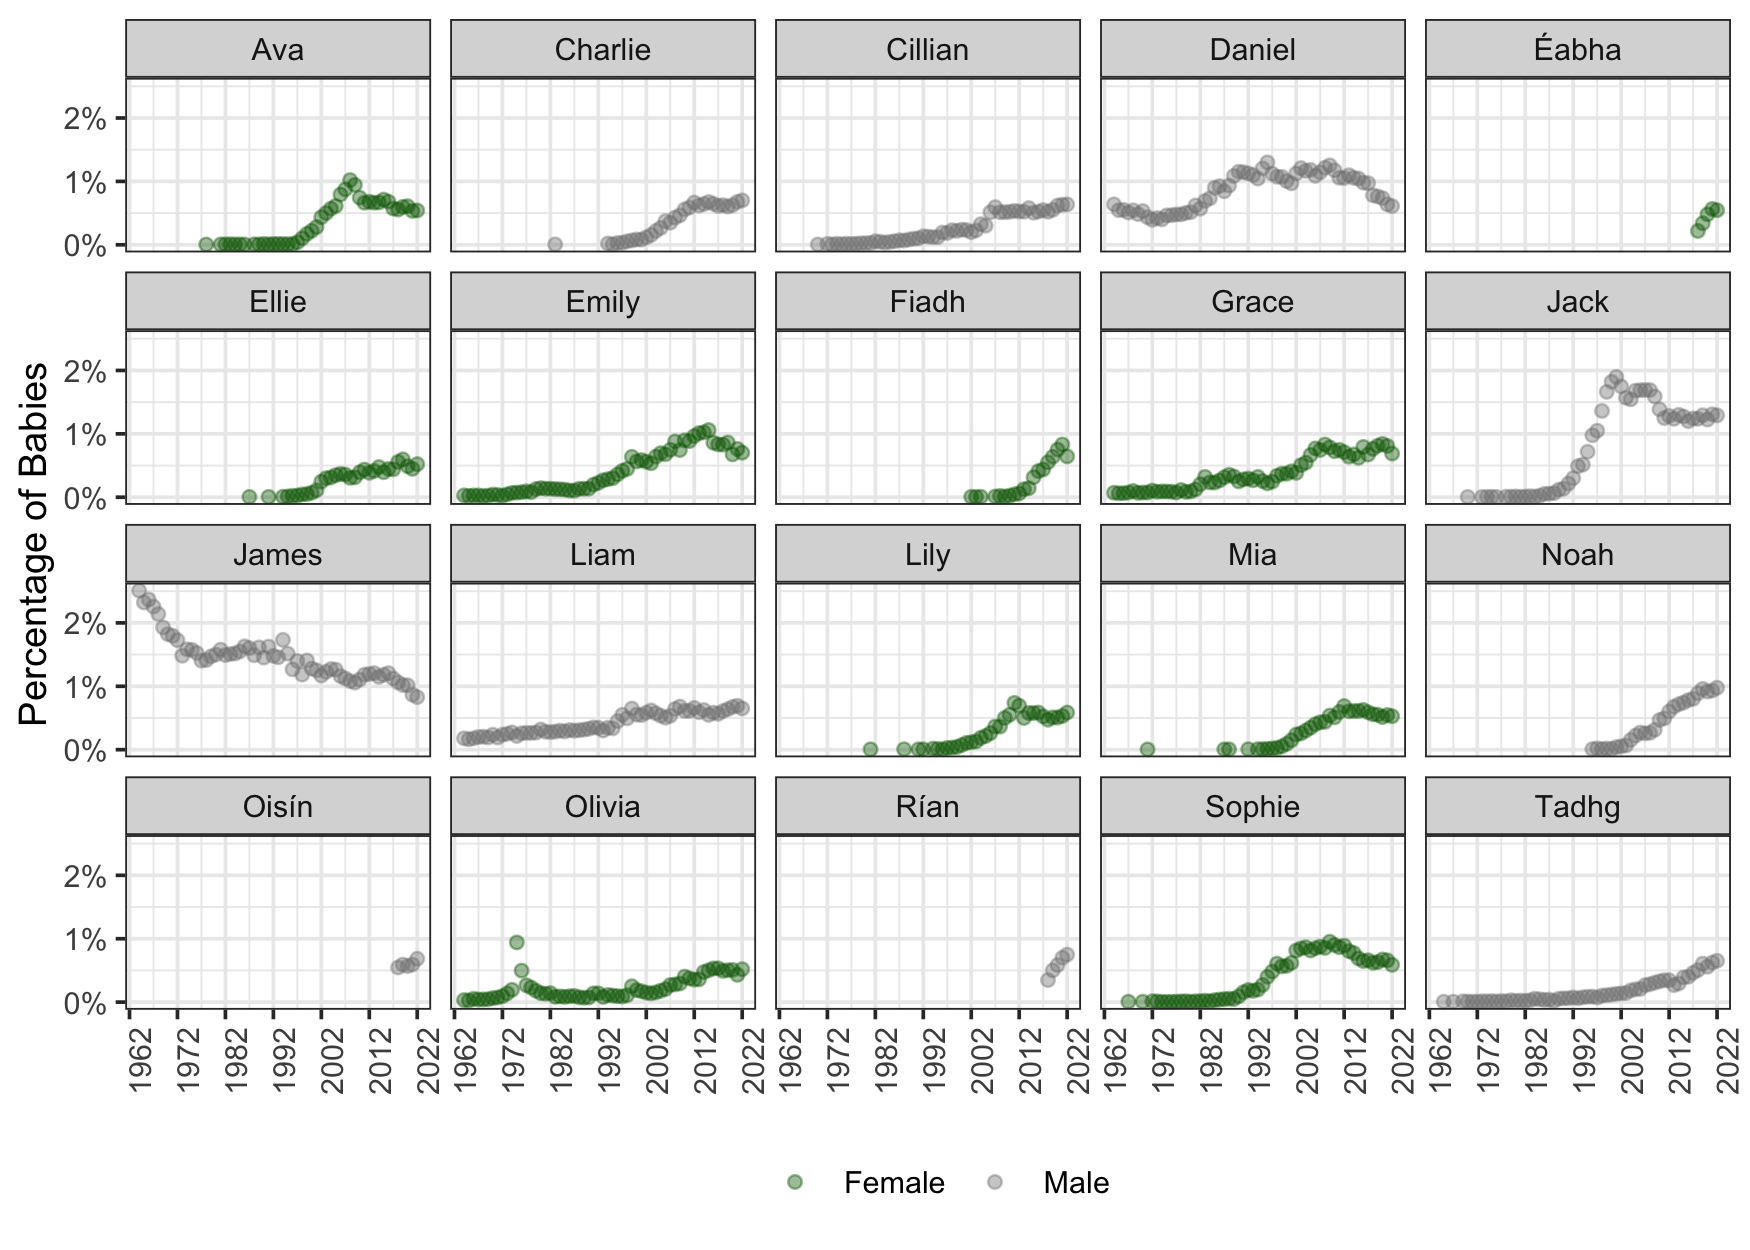 Ava Charlie Cillian Daniel Éabha
2%
1%
0%
Ellie Emily Fiadh Grace Jack
2%
1%
0%
James Liam Lily Mia Noah
2%
1%
0%
Oisín Olivia Rían Sophie Tadhg
2%
1%
0%
Percentage of Babies
1962 1972 1982 1992 2002 2012 2022 1962 1972 1982 1992 2002 2012 2022 1962 1972 1982 1992 2002 2012 2022 1962 1972 1982 1992 2002 2012 2022 1962 1972 1982 1992 2002 2012 2022
Female Male